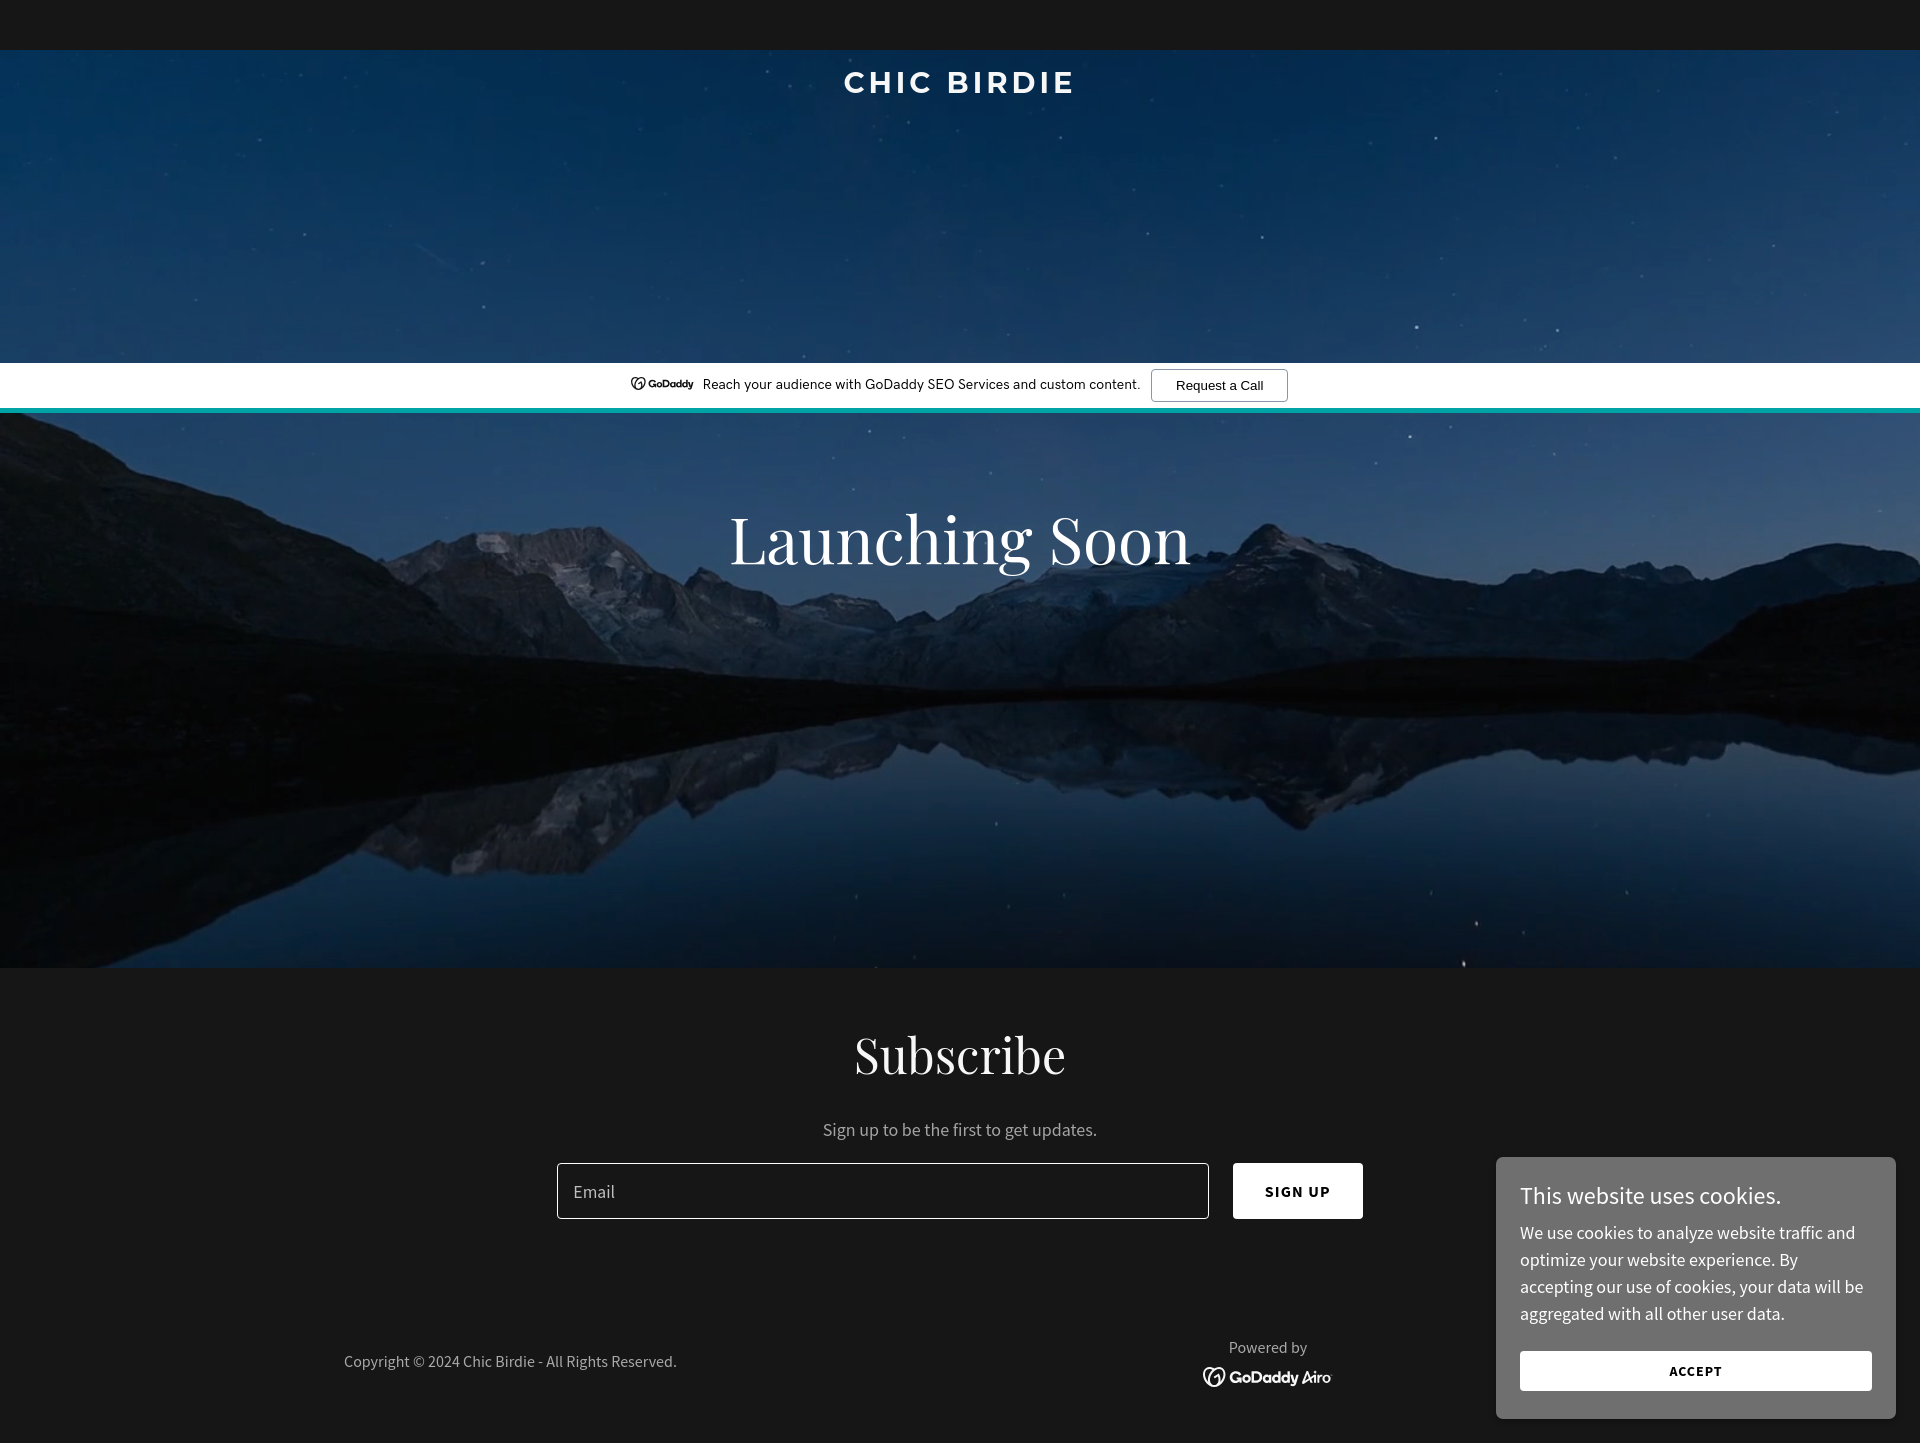 CHIC BIRDIE
GoDaddy Reach your audience with GoDaddy SEO Services and custom content. Request a Call
Launching Soon
Subscribe
Sign up to be the first to get updates.
Email
SIGN UP
This website uses cookies.
We use cookies to analyze website traffic and
optimize your website experience. By
accepting our use of cookies, your data will be
aggregated with all other user data.
ACCEPT
Copyright © 2024 Chic Birdie - All Rights Reserved.
Powered by
GoDaddy Airo